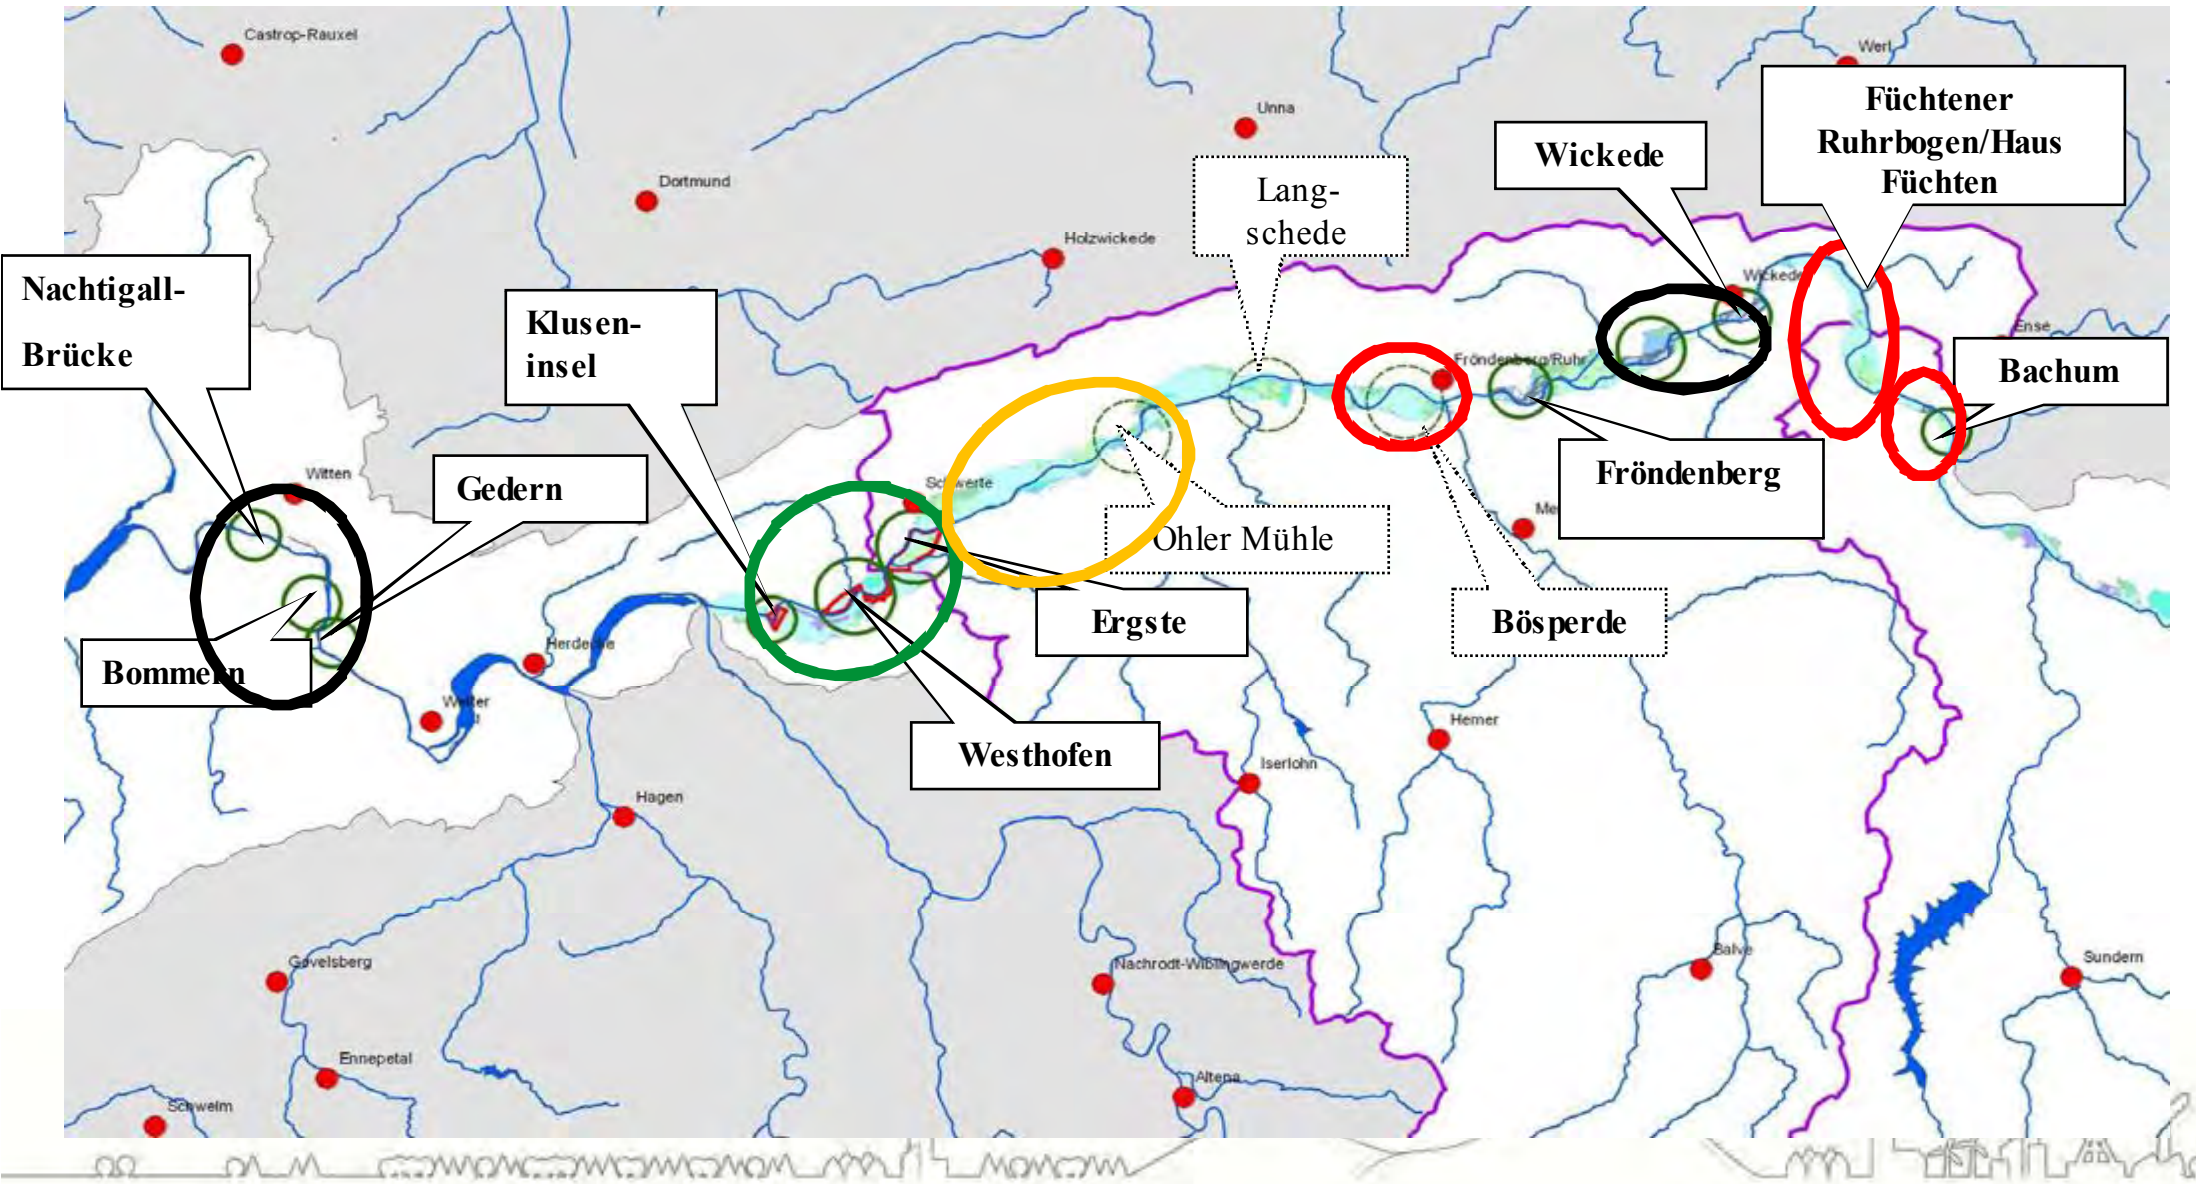 Castrop-Rauxel
Werl
Füchtener
Ruhrbogen/Haus
Füchten
Unna
Wickede
Dortmund
Lang-
schede
Holzwickede
Nachtigall-
Brücke
Wickede
Klusen-
insel
Ense
Fröndenberg/Ruhr
Bachum
Witten
Gedern
Schwerte
Fröndenberg
Me
Ohler Mühle
Bommern
Herdecke
Ergste
Bösperde
Wetter
Westhofen
Hemer
Iserlohn
Hagen
Gevelsberg
Nachrodt-Wiblingwerde
Balve
Sundern
Ennepetal
Altena
Schwelm